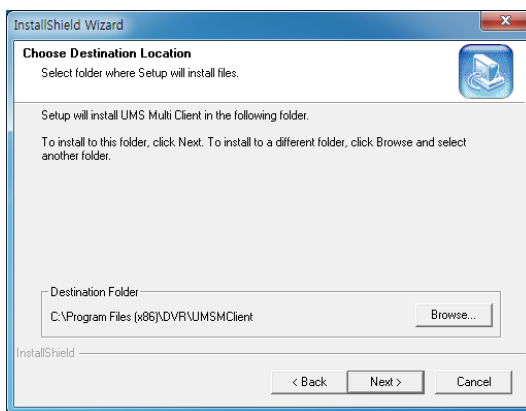 InstallShield Wizard
Choose Destination Location
Select folder where Setup will install files.
Setup will install UMS Multi Client in the following folder.
To install to this folder, click Next. To install to a different folder, click Browse and select
another folder.
Destination Folder
C:\Program Files (x86)\DVR\UMSMClient
Browse...
InstallShield
< Back
Next >
Cancel